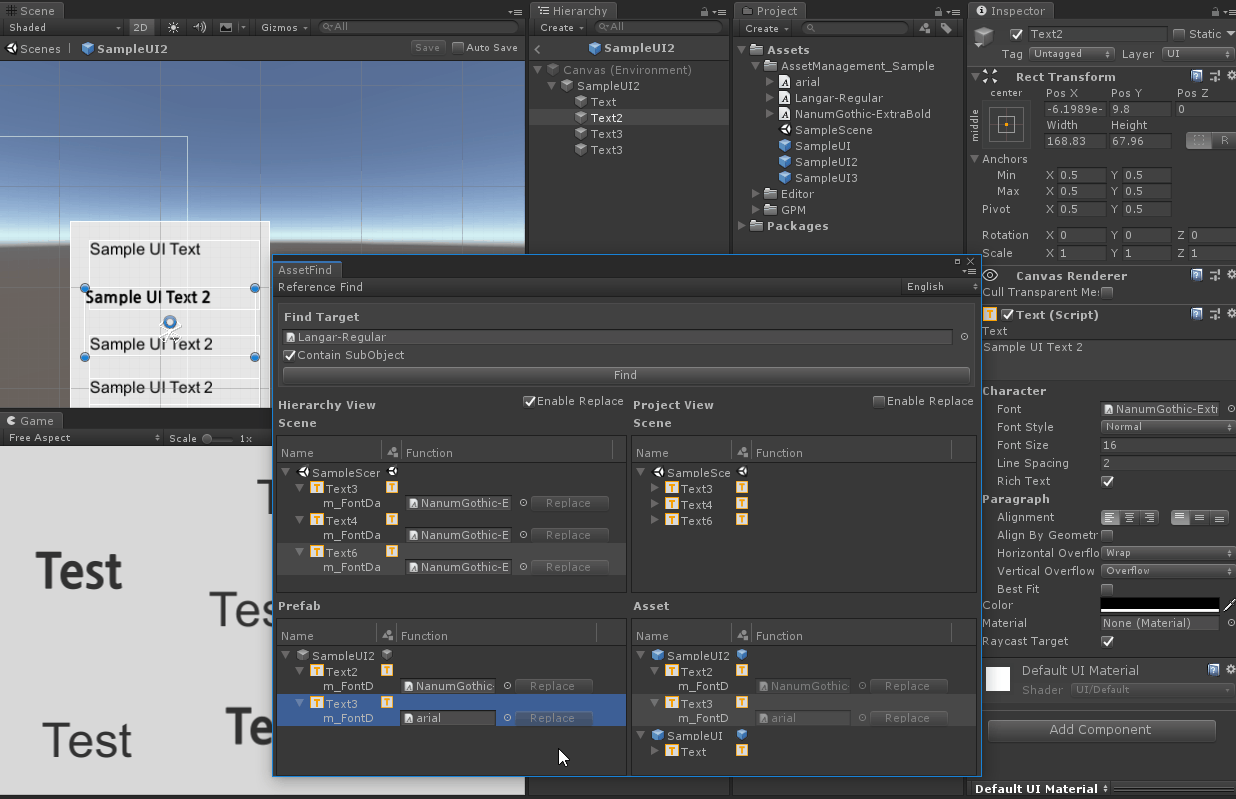 Scene
Shaded
2D
Gizmos
All
Scenes
SampleUI2
Save
Auto Save
Sample UI Text
Sample UI Text 2
Sample UI Text 2
Sample UI Text 2
Game
Free Aspect
Scale
1x
Test
Tes
Test
Te
Hierarchy
Create
All
SampleUI2
Canvas (Environment)
SampleUI2
Text
Text2
Text3
Text3
Project
Create
Assets
AssetManagement_Sample
arial
Langar-Regular
NanumGothic-ExtraBold
SampleScene
SampleUI
SampleUI2
SampleUI3
Editor
GPM
Packages
AssetFind
Reference Find
English
Find Target
Langar-Regular
Contain SubObject
Find
Hierarchy View
Enable Replace
Scene
Name
Function
SampleScer
Text3
m_FontDa
NanumGothic-E
Replace
Text4
m_FontDa
NanumGothic-E
Replace
Text6
m_FontDa
NanumGothic-E
Replace
Project View
Enable Replace
Scene
Name
Function
SampleSce
Text3
Text4
Text6
Prefab
Name
Function
SampleUI2
Text2
m_FontD
NanumGothic-
Replace
Text3
m_FontD
arial
Replace
Asset
Name
Function
SampleUI2
Text2
m_FontD
NanumGothic-
Replace
Text3
m_FontD
arial
Replace
SampleUI
Text
Inspector
Text2
Static
Tag
Untagged
Layer
UI
Rect Transform
center
middle
Pos X
Pos Y
Pos Z
-6.1989e-
9.8
0
Width
Height
168.83
67.96
R
Anchors
Min
X 0.5
Y 0.5
Max
X 0.5
Y 0.5
Pivot
X 0.5
Y 0.5
Rotation
X 0
Y 0
Z 0
Scale
X 1
Y 1
Z 1
Canvas Renderer
Cull Transparent Me
Text (Script)
Text
Sample UI Text 2
Character
Font
NanumGothic-Extr
Font Style
Normal
Font Size
16
Line Spacing
2
Rich Text
Paragraph
Alignment
Align By Geometr
Horizontal Overflo
Wrap
Vertical Overflow
Overflow
Best Fit
Color
Material
None (Material)
Raycast Target
Default UI Material
Shader
UI/Default
Add Component
Default UI Material